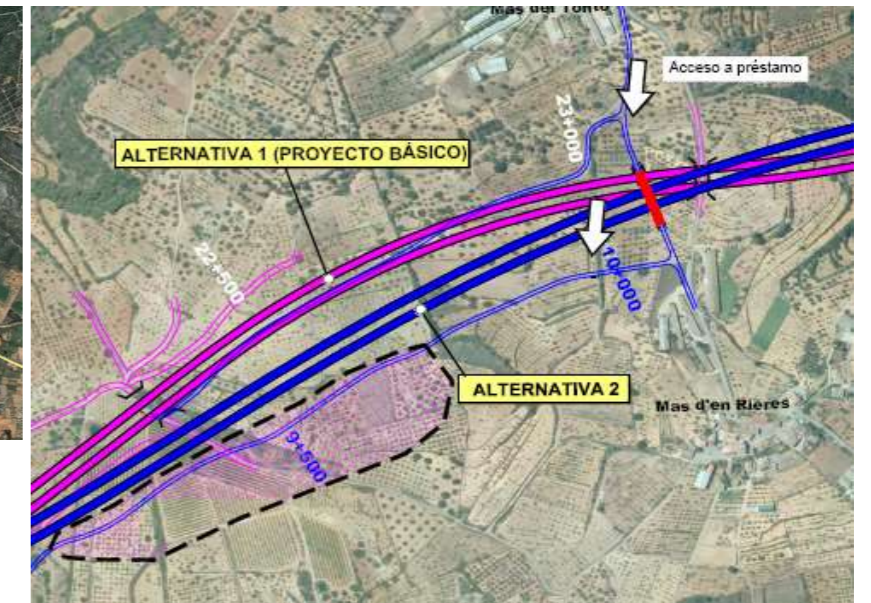 Mas del Tonto
Acceso a préstamo
23+000
ALTERNATIVA 1 (PROYECTO BÁSICO)
22+500
10+000
ALTERNATIVA 2
Mas d'en Rieres
9+500